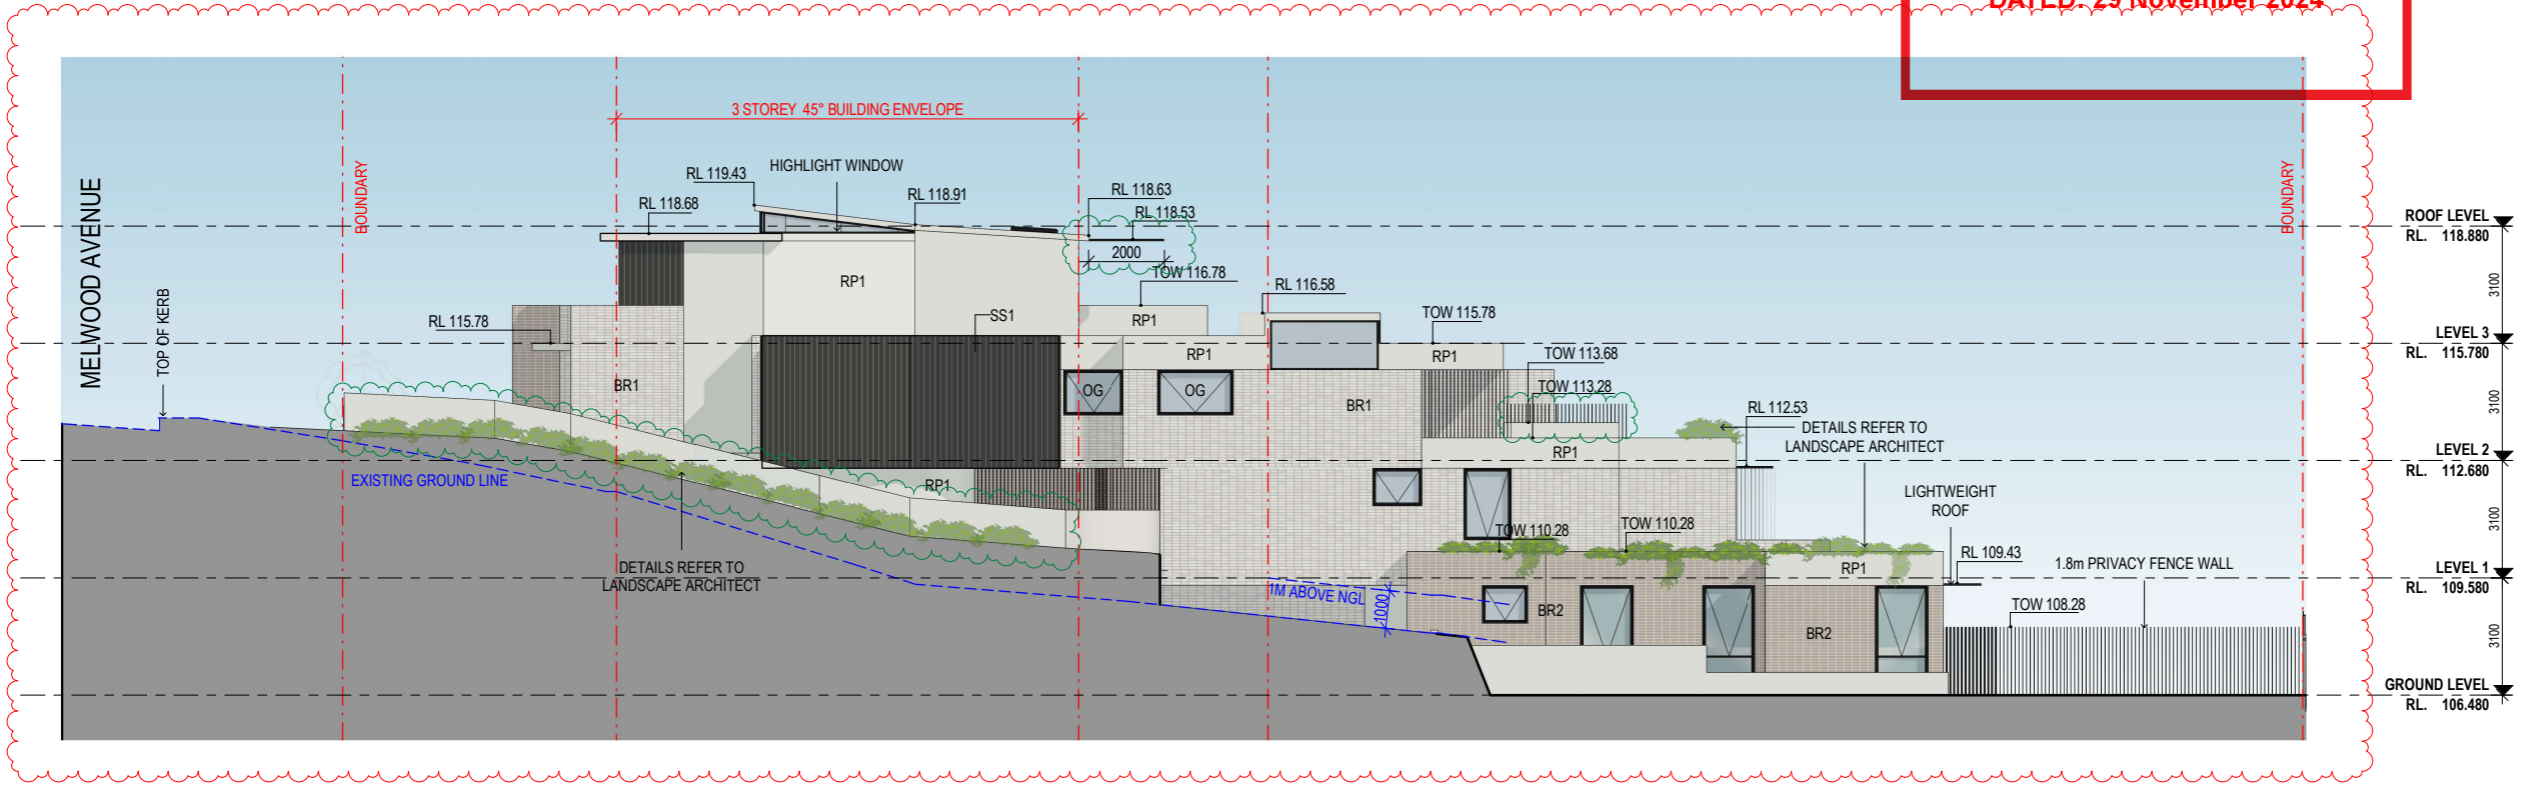 DATED: 29 November 2024
3 STOREY 45° BUILDING ENVELOPE
MELWOOD AVENUE
TOP OF KERB
BOUNDARY
RL 119.43
HIGHLIGHT WINDOW
RL 118.68
RL 118.91
RL 118.63
RL 118.53
2000
TOW 116.78
RL 116.58
TOW 115.78
RL 115.78
RP1
SS1
RP1
RP1
RP1
BR1
OG
OG
BR1
TOW 113.68
TOW 113.28
RL 112.53
DETAILS REFER TO
LANDSCAPE ARCHITECT
RP1
EXISTING GROUND LINE
RP1
DETAILS REFER TO
LANDSCAPE ARCHITECT
TOW 110.28
TOW 110.28
LIGHTWEIGHT
ROOF
RL 109.43
1.8m PRIVACY FENCE WALL
RP1
1M ABOVE NGL
1000
BR2
BR2
TOW 108.28
BOUNDARY
ROOF LEVEL
RL. 118.880
3100
LEVEL 3
RL. 115.780
3100
LEVEL 2
RL. 112.680
3100
LEVEL 1
RL. 109.580
3100
GROUND LEVEL
RL. 106.480